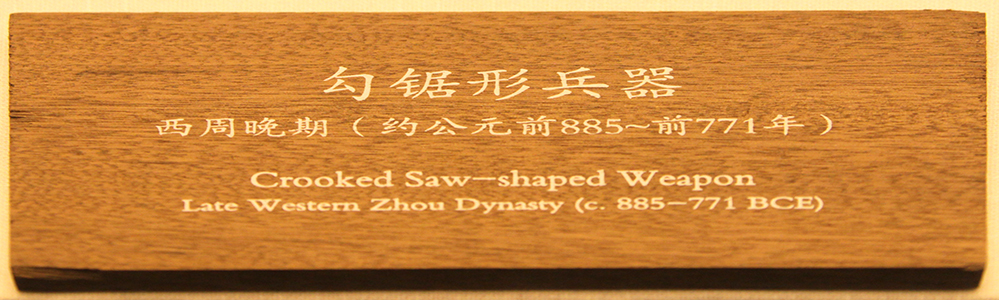 勾锯形兵器
西周晚期（约公元前885~前771年）
Crooked Saw-shaped Weapon
Late Western Zhou Dynasty (c. 885-771 BCE)